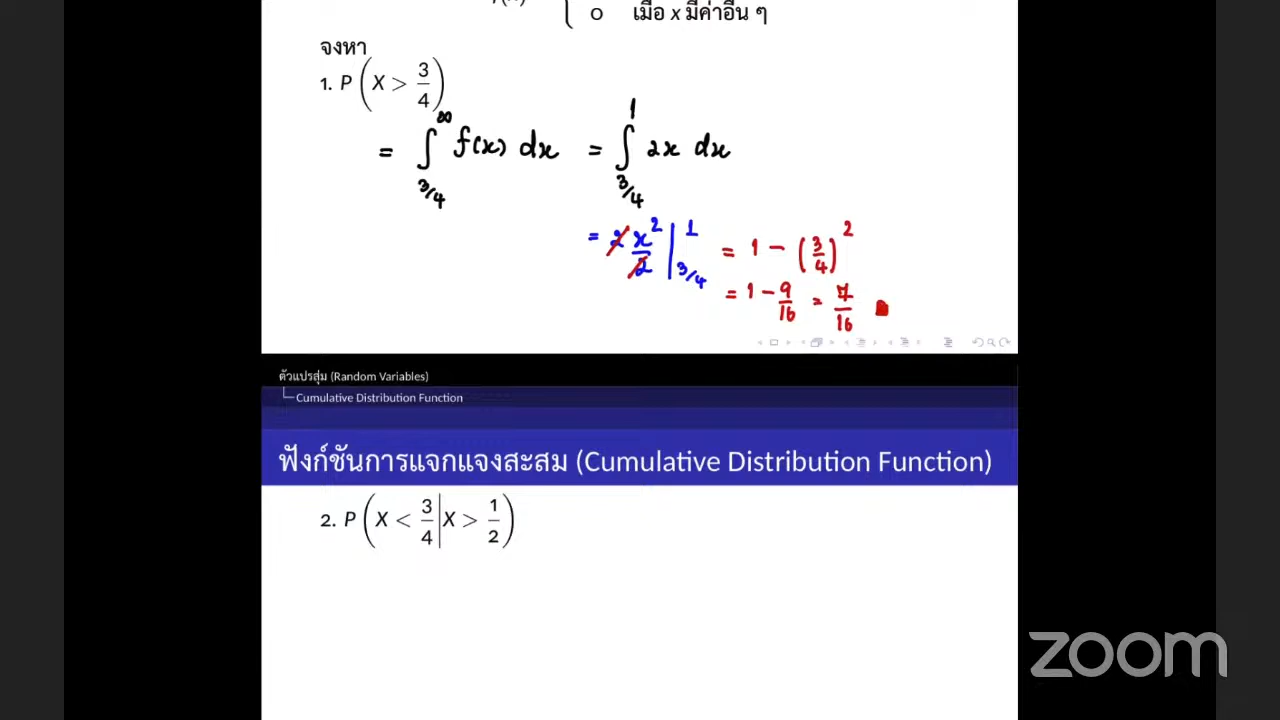 0 เมื่อ x มีค่าอื่น ๆ
จงหา
1. P(X > 3/4)
= ∫_{3/4}^{∞} f(x) dx = ∫_{3/4}^{1} 2x dx
= 2 x²/2 |_{3/4}^{1} = 1 - (3/4)²
= 1 - 9/16 = 7/16
ตัวแปรสุ่ม (Random Variables)
Cumulative Distribution Function
ฟังก์ชันการแจกแจงสะสม (Cumulative Distribution Function)
2. P(X < 3/4 | X > 1/2)
zoom